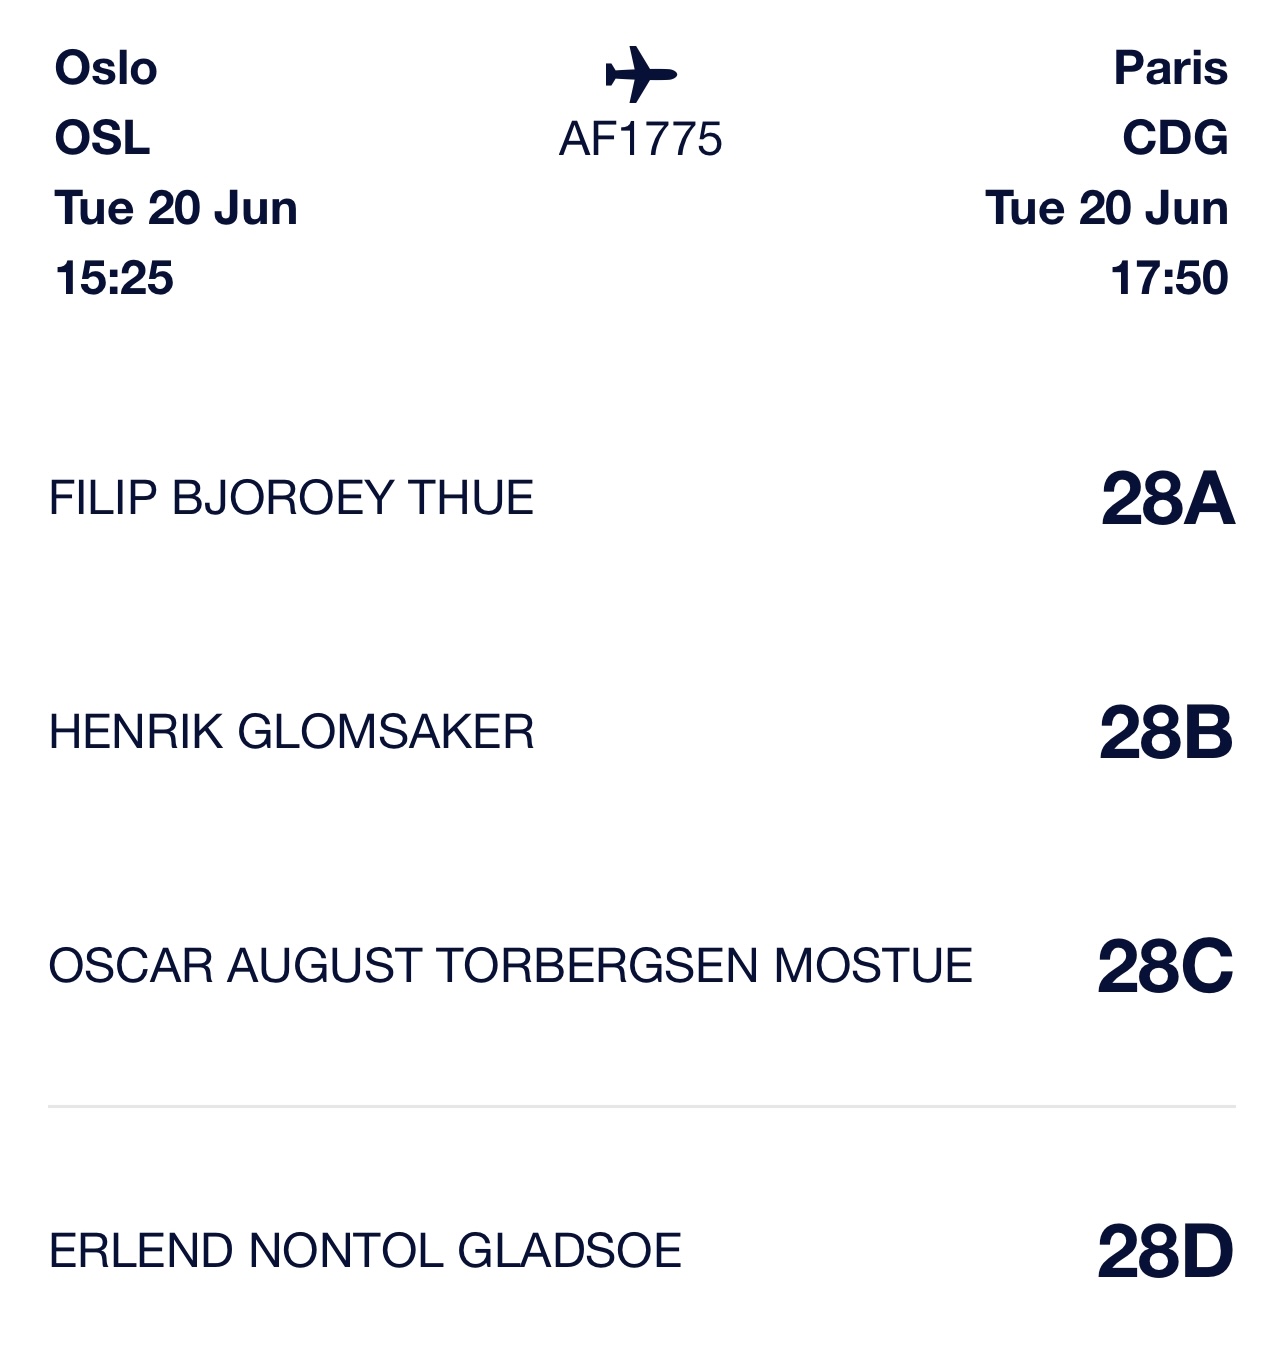 Oslo
Paris
OSL
AF1775
CDG
Tue 20 Jun
Tue 20 Jun
15:25
17:50
FILIP BJOROEY THUE
28A
HENRIK GLOMSAKER
28B
OSCAR AUGUST TORBERGSEN MOSTUE
28C
ERLEND NONTOL GLADSOE
28D